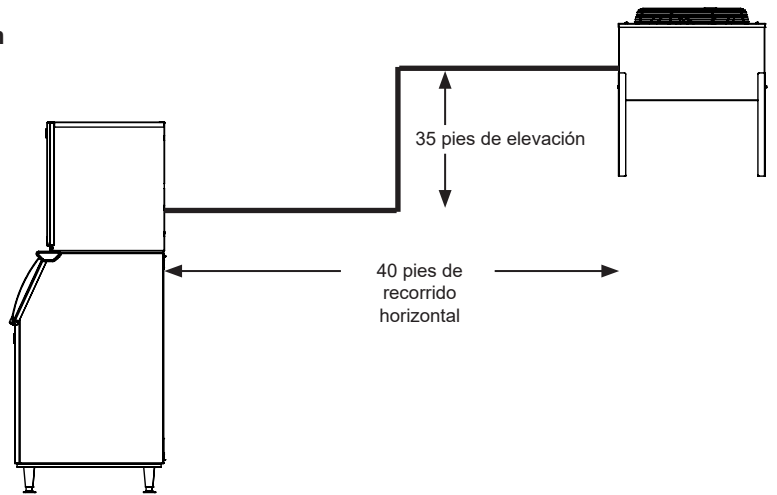 35 pies de elevación
40 pies de
recorrido
horizontal